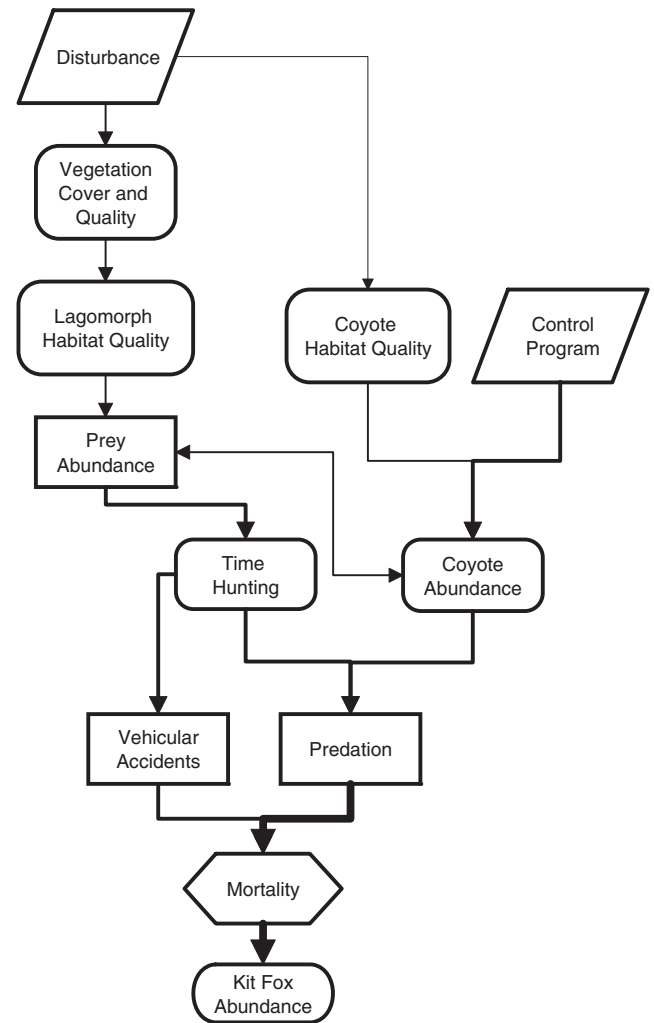 Disturbance
Vegetation
Cover and
Quality
Lagomorph
Habitat Quality
Coyote
Habitat Quality
Control
Program
Prey
Abundance
Time
Hunting
Coyote
Abundance
Vehicular
Accidents
Predation
Mortality
Kit Fox
Abundance